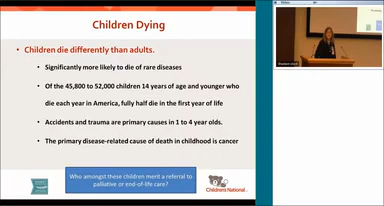 Children Dying
• Children die differently than adults.
• Significantly more likely to die of rare diseases
• Of the 45,800 to 52,000 children 14 years of age and younger who
die each year in America, fully half die in the first year of life
• Accidents and trauma are primary causes in 1 to 4 year olds.
• The primary disease-related cause of death in childhood is cancer
Who amongst these children merit a referral to
palliative or end-of-life care?
Children's National